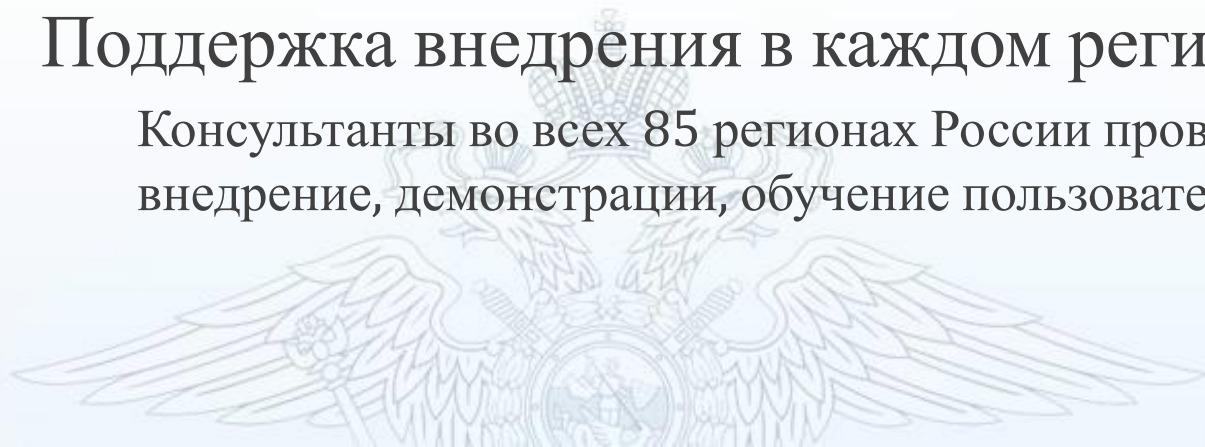 Поддержка внедрения в каждом реги
Консультанты во всех 85 регионах России пров
внедрение, демонстрации, обучение пользовате